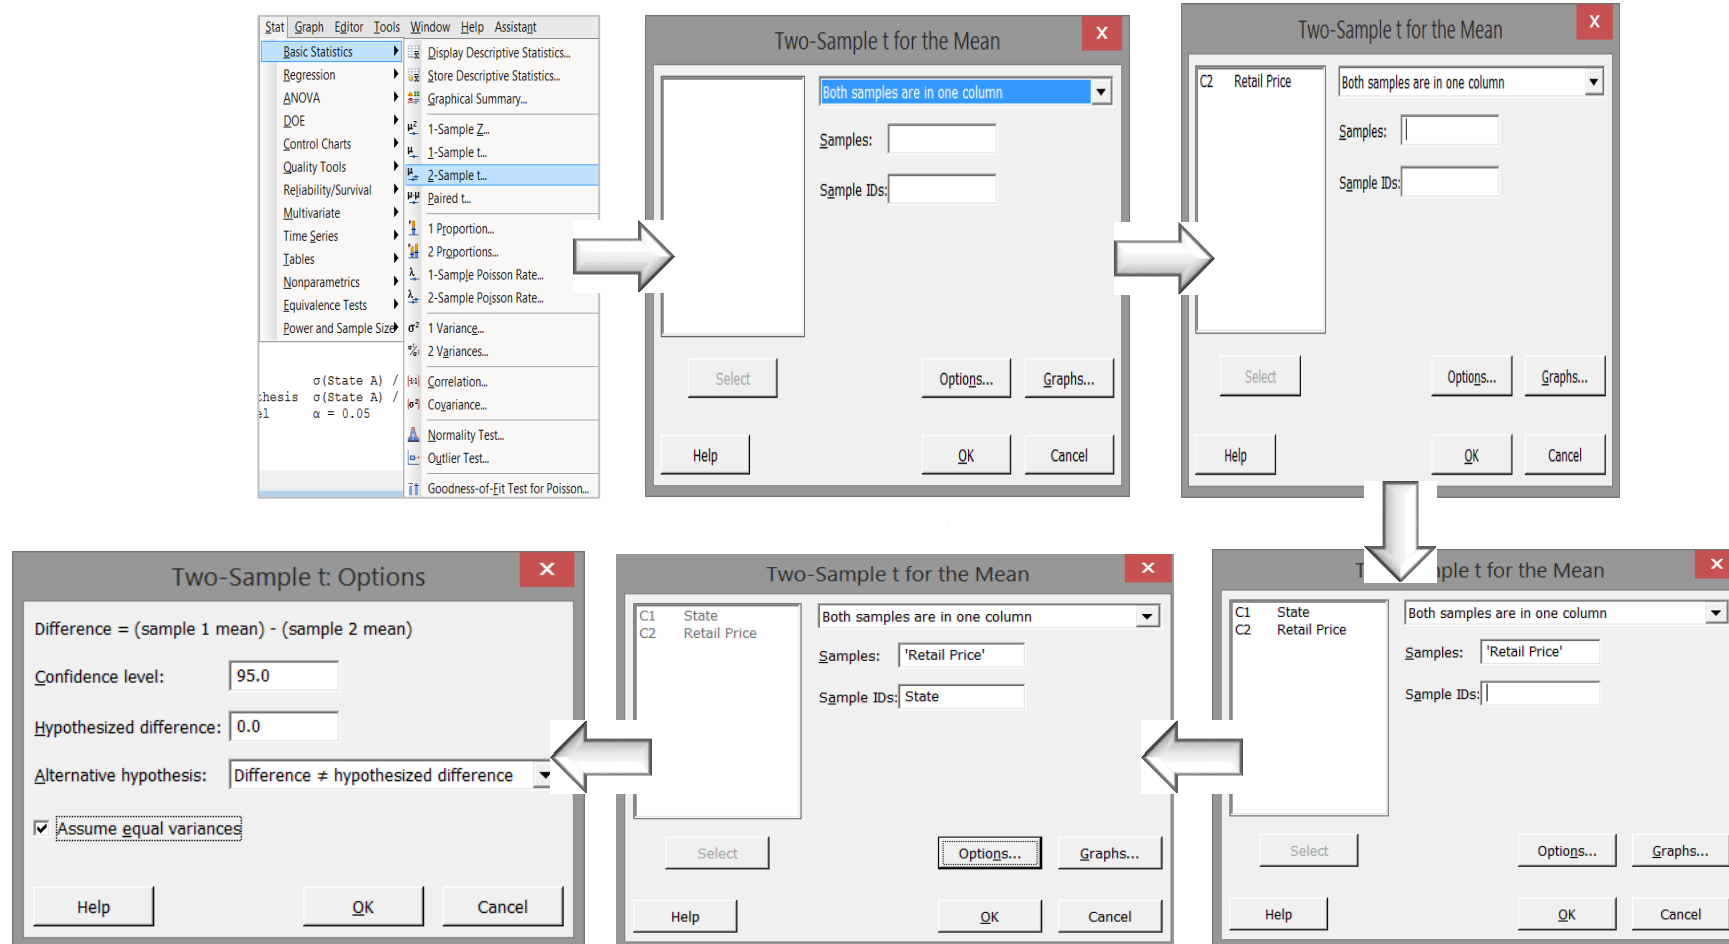 Stat Graph Editor Tools Window Help Assistant
Basic Statistics
Regression
ANOVA
DOE
Control Charts
Quality Tools
Reliability/Survival
Multivariate
Time Series
Tables
Nonparametrics
Equivalence Tests
Power and Sample Size
Display Descriptive Statistics...
Store Descriptive Statistics...
Graphical Summary...
μ² 1-Sample Z...
μ 1-Sample t...
μ 2-Sample t...
μ-μ Paired t...
1 Proportion...
2 Proportions...
λ 1-Sample Poisson Rate...
λ 2-Sample Poisson Rate...
σ² 1 Variance...
2 Variances...
Correlation...
σ² Covariance...
Normality Test...
Outlier Test...
Goodness-of-Fit Test for Poisson...
σ(State A) /
thesis σ(State A) /
el α = 0.05
Two-Sample t for the Mean
X
Both samples are in one column
Samples:
Sample IDs:
Select
Options...
Graphs...
Help
OK
Cancel
Two-Sample t for the Mean
X
C2 Retail Price
Both samples are in one column
Samples:
Sample IDs:
Select
Options...
Graphs...
Help
OK
Cancel
Two-Sample t: Options
X
Difference = (sample 1 mean) - (sample 2 mean)
Confidence level: 95.0
Hypothesized difference: 0.0
Alternative hypothesis: Difference ≠ hypothesized difference
Assume equal variances
Help
OK
Cancel
Two-Sample t for the Mean
X
C1 State
C2 Retail Price
Both samples are in one column
Samples: 'Retail Price'
Sample IDs: State
Select
Options...
Graphs...
Help
OK
Cancel
T mple t for the Mean
X
C1 State
C2 Retail Price
Both samples are in one column
Samples: 'Retail Price'
Sample IDs:
Select
Options...
Graphs...
Help
OK
Cancel